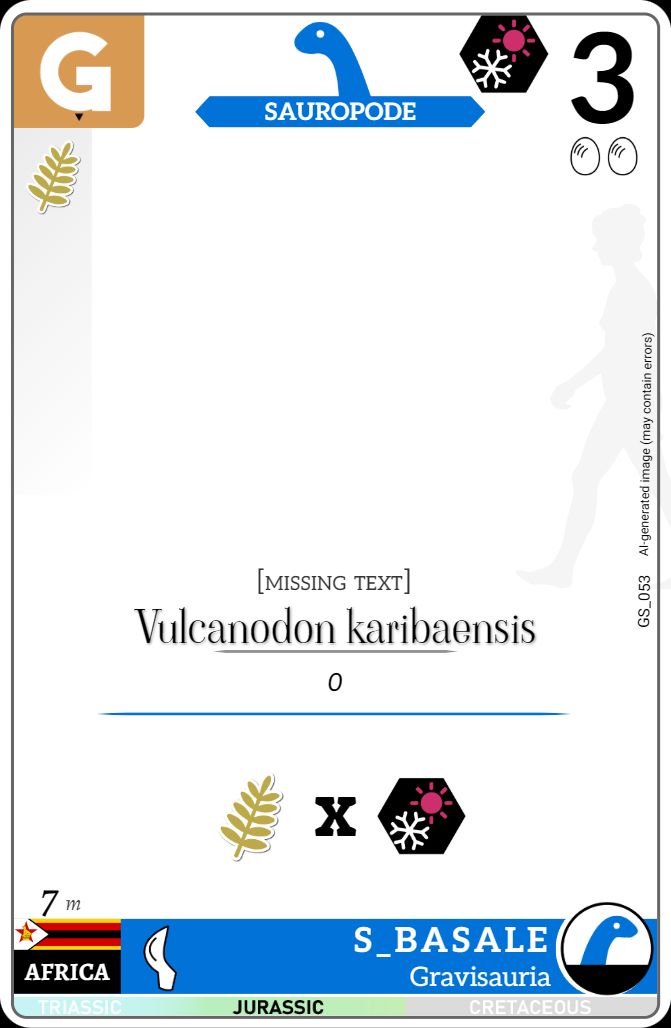 G
SAUROPODE
3
AI-generated image (may contain errors)
GS_053
[MISSING TEXT]
Vulcanodon karibaensis
0
x
7 m
S_BASALE
AFRICA
Gravisauria
TRIASSIC JURASSIC CRETACEOUS